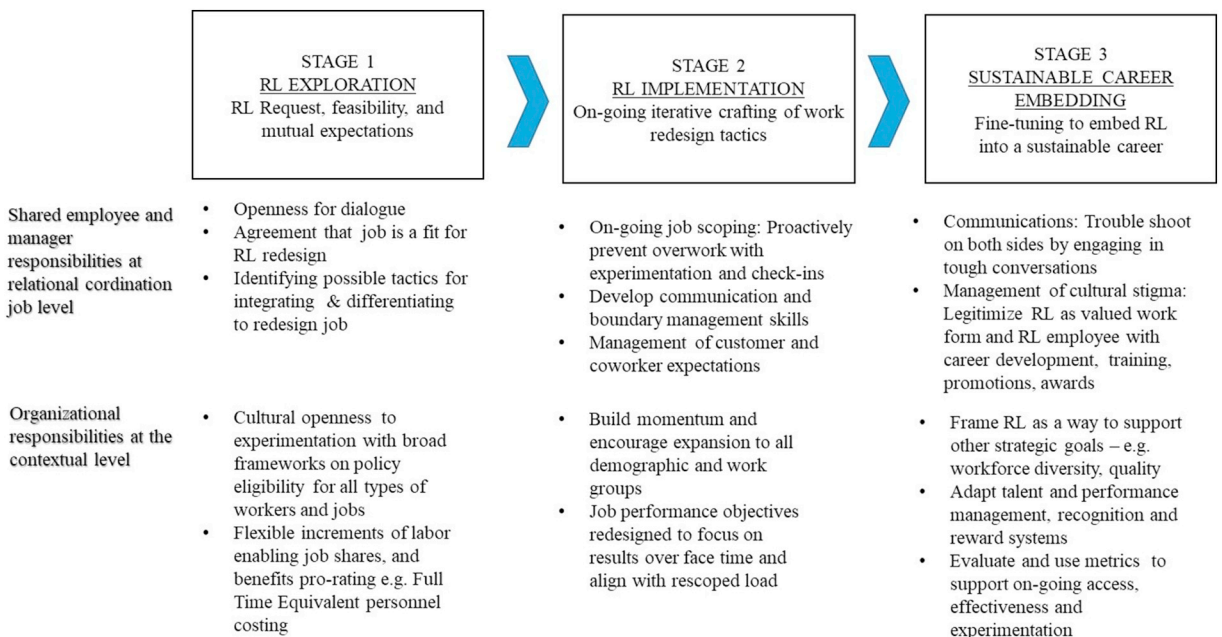 STAGE 1
RL EXPLORATION
RL Request, feasibility, and
mutual expectations
STAGE 2
RL IMPLEMENTATION
On-going iterative crafting of work
redesign tactics
STAGE 3
SUSTAINABLE CAREER
EMBEDDING
Fine-tuning to embed RL
into a sustainable career
Shared employee and
manager
responsibilities at
relational cordination
job level
• Openness for dialogue
• Agreement that job is a fit for
RL redesign
• Identifying possible tactics for
integrating & differentiating
to redesign job
• On-going job scoping: Proactively
prevent overwork with
experimentation and check-ins
• Develop communication and
boundary management skills
• Management of customer and
coworker expectations
• Communications: Trouble shoot
on both sides by engaging in
tough conversations
• Management of cultural stigma:
Legitimize RL as valued work
form and RL employee with
career development, training,
promotions, awards
Organizational
responsibilities at the
contextual level
• Cultural openness to
experimentation with broad
frameworks on policy
eligibility for all types of
workers and jobs
• Flexible increments of labor
enabling job shares, and
benefits pro-rating e.g. Full
Time Equivalent personnel
costing
• Build momentum and
encourage expansion to all
demographic and work
groups
• Job performance objectives
redesigned to focus on
results over face time and
align with rescoped load
• Frame RL as a way to support
other strategic goals – e.g.
workforce diversity, quality
• Adapt talent and performance
management, recognition and
reward systems
• Evaluate and use metrics to
support on-going access,
effectiveness and
experimentation